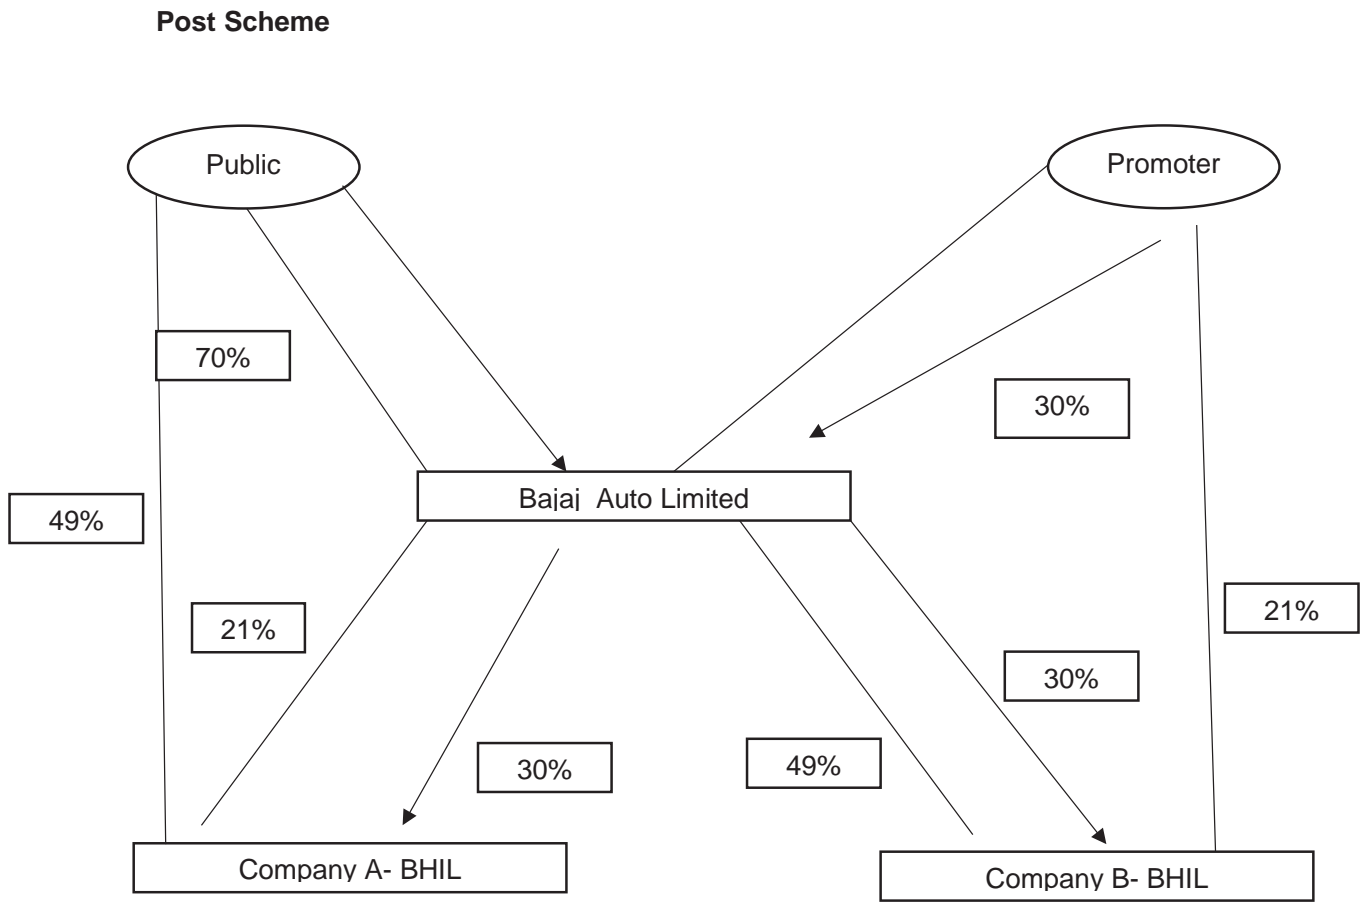 Post Scheme
Public
Promoter
70%
30%
Bajaj Auto Limited
49%
21%
21%
30%
30%
49%
Company A- BHIL
Company B- BHIL